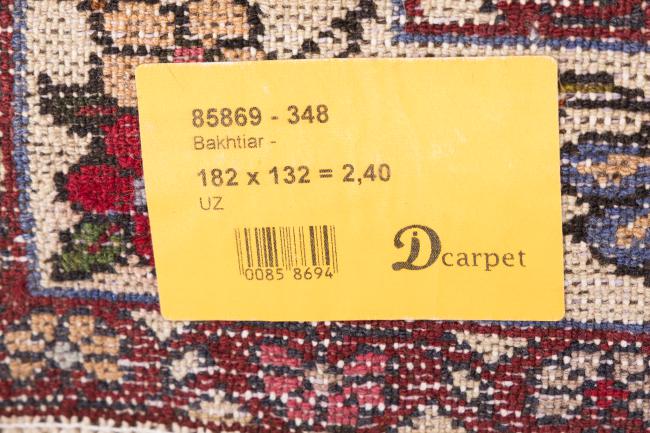 85869 - 348
Bakhtiar -
182 x 132 = 2,40
UZ
0085 8694
Dcarpet